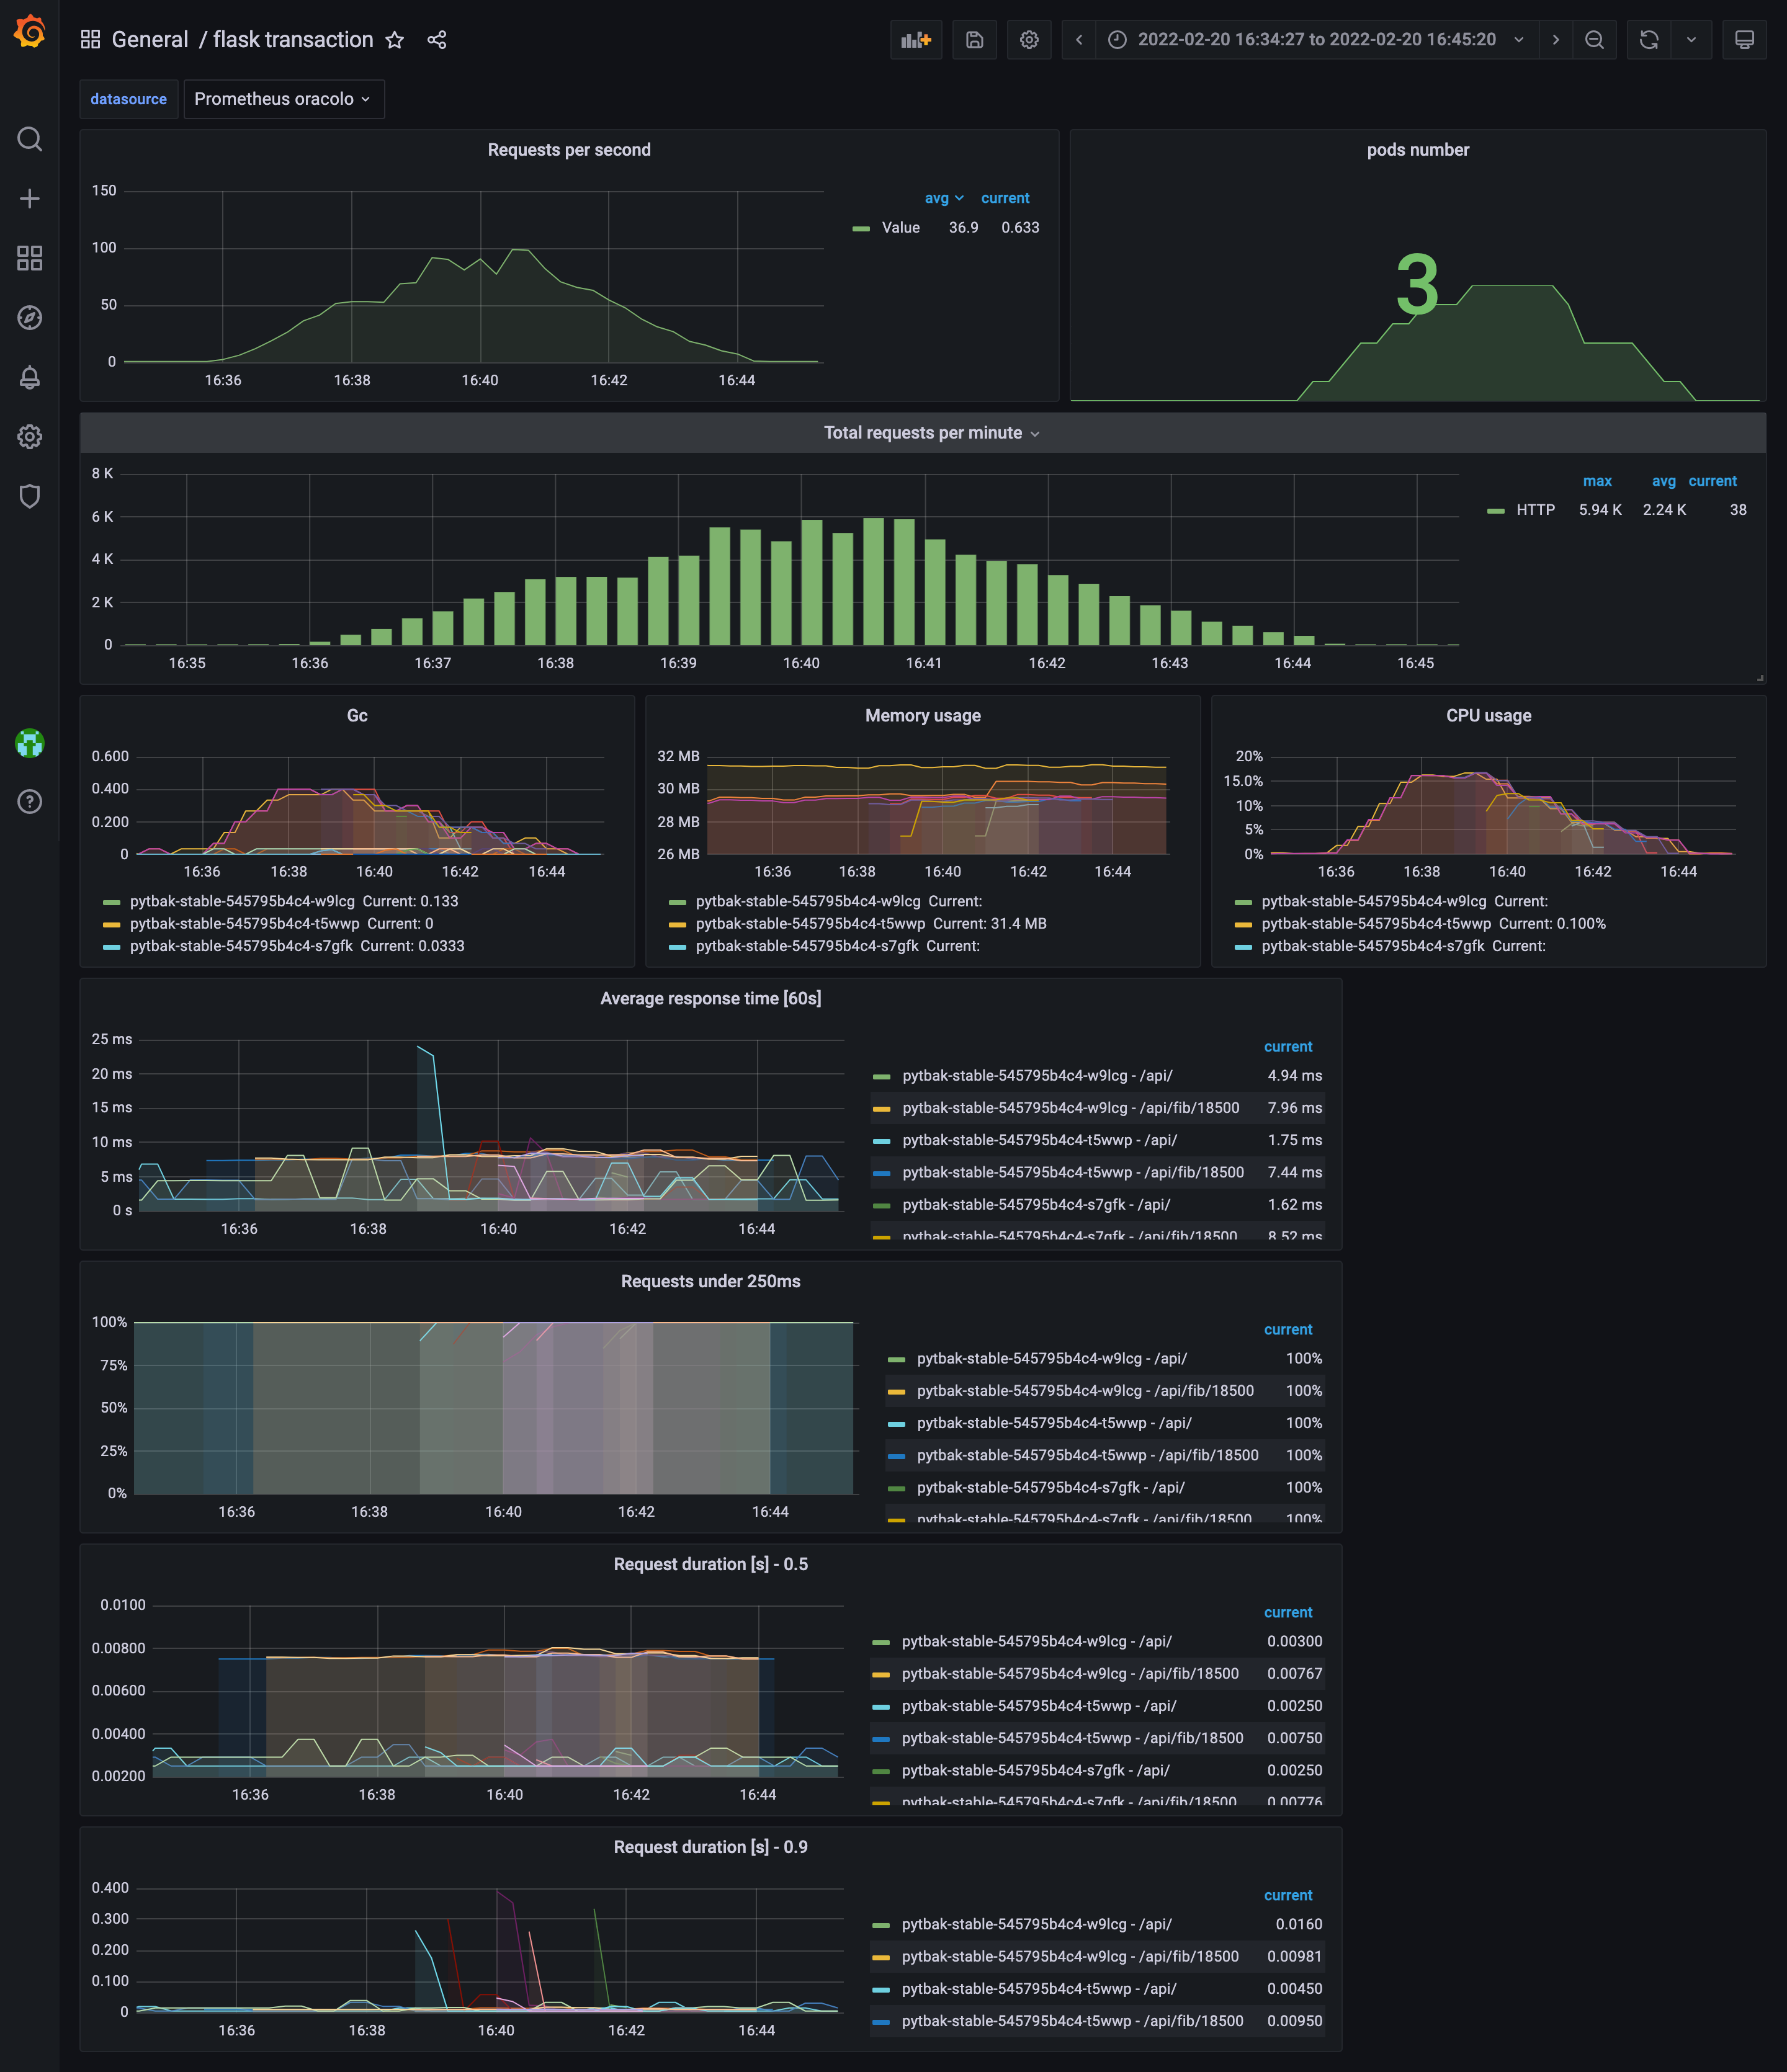 General / flask transaction
2022-02-20 16:34:27 to 2022-02-20 16:45:20
datasource Prometheus oracolo
Requests per second
150
100
50
0
16:36 16:38 16:40 16:42 16:44
avg current
Value 36.9 0.633
pods number
3
Total requests per minute
8 K
6 K
4 K
2 K
0
16:35 16:36 16:37 16:38 16:39 16:40 16:41 16:42 16:43 16:44 16:45
max avg current
HTTP 5.94 K 2.24 K 38
Gc
0.600
0.400
0.200
0
16:36 16:38 16:40 16:42 16:44
pytbak-stable-545795b4c4-w9lcg Current: 0.133
pytbak-stable-545795b4c4-t5wwp Current: 0
pytbak-stable-545795b4c4-s7gfk Current: 0.0333
Memory usage
32 MB
30 MB
28 MB
26 MB
16:36 16:38 16:40 16:42 16:44
pytbak-stable-545795b4c4-w9lcg Current:
pytbak-stable-545795b4c4-t5wwp Current: 31.4 MB
pytbak-stable-545795b4c4-s7gfk Current:
CPU usage
20%
15.0%
10%
5%
0%
16:36 16:38 16:40 16:42 16:44
pytbak-stable-545795b4c4-w9lcg Current:
pytbak-stable-545795b4c4-t5wwp Current: 0.100%
pytbak-stable-545795b4c4-s7gfk Current:
Average response time [60s]
25 ms
20 ms
15 ms
10 ms
5 ms
0 s
16:36 16:38 16:40 16:42 16:44
current
pytbak-stable-545795b4c4-w9lcg - /api/ 4.94 ms
pytbak-stable-545795b4c4-w9lcg - /api/fib/18500 7.96 ms
pytbak-stable-545795b4c4-t5wwp - /api/ 1.75 ms
pytbak-stable-545795b4c4-t5wwp - /api/fib/18500 7.44 ms
pytbak-stable-545795b4c4-s7gfk - /api/ 1.62 ms
pytbak-stable-545795b4c4-s7gfk - /api/fib/18500 8.52 ms
Requests under 250ms
100%
75%
50%
25%
0%
16:36 16:38 16:40 16:42 16:44
current
pytbak-stable-545795b4c4-w9lcg - /api/ 100%
pytbak-stable-545795b4c4-w9lcg - /api/fib/18500 100%
pytbak-stable-545795b4c4-t5wwp - /api/ 100%
pytbak-stable-545795b4c4-t5wwp - /api/fib/18500 100%
pytbak-stable-545795b4c4-s7gfk - /api/ 100%
pytbak-stable-545795b4c4-s7gfk - /api/fib/18500 100%
Request duration [s] - 0.5
0.0100
0.00800
0.00600
0.00400
0.00200
16:36 16:38 16:40 16:42 16:44
current
pytbak-stable-545795b4c4-w9lcg - /api/ 0.00300
pytbak-stable-545795b4c4-w9lcg - /api/fib/18500 0.00767
pytbak-stable-545795b4c4-t5wwp - /api/ 0.00250
pytbak-stable-545795b4c4-t5wwp - /api/fib/18500 0.00750
pytbak-stable-545795b4c4-s7gfk - /api/ 0.00250
pytbak-stable-545795b4c4-s7gfk - /api/fib/18500 0.00776
Request duration [s] - 0.9
0.400
0.300
0.200
0.100
0
16:36 16:38 16:40 16:42 16:44
current
pytbak-stable-545795b4c4-w9lcg - /api/ 0.0160
pytbak-stable-545795b4c4-w9lcg - /api/fib/18500 0.00981
pytbak-stable-545795b4c4-t5wwp - /api/ 0.00450
pytbak-stable-545795b4c4-t5wwp - /api/fib/18500 0.00950